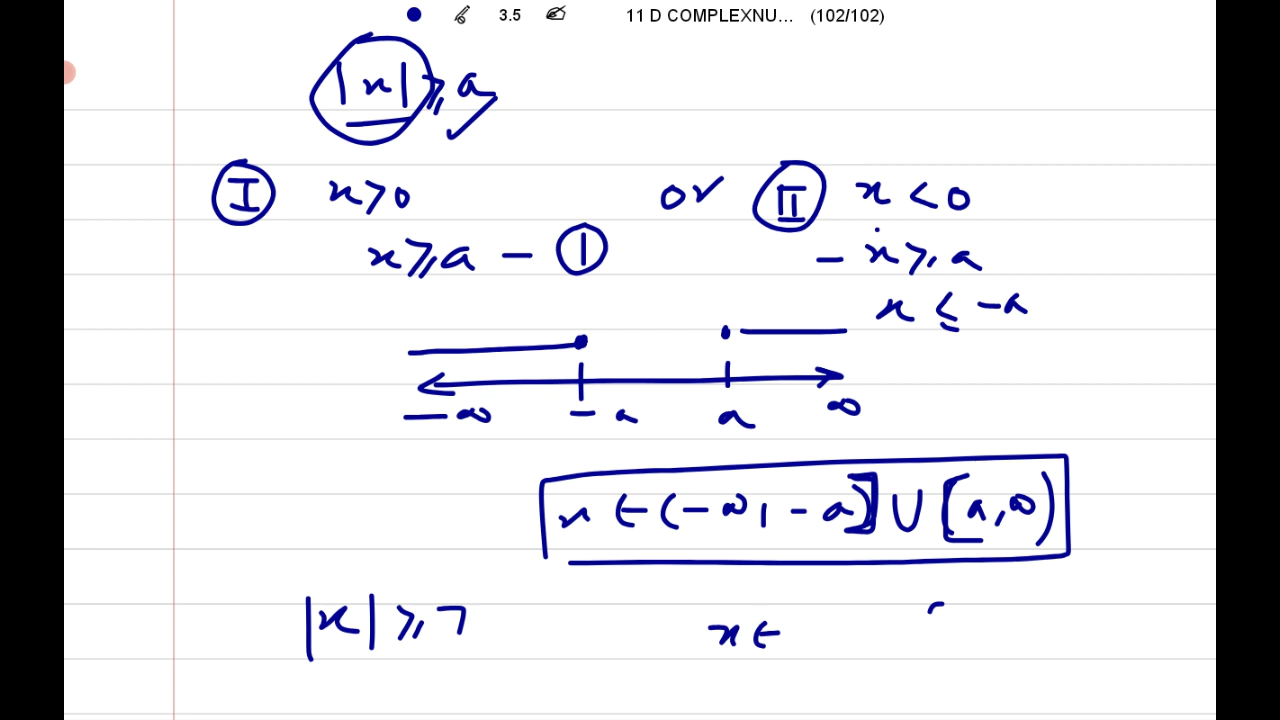 3.5 11 D COMPLEXNU... (102/102)
|x| ⩾ a
I x>0 or II x<0
x⩾a - 1 - x⩾a
x ≤ -a
-∞ -a a ∞
x ∈ (-∞, -a] ∪ [a, ∞)
|x| ⩾ 7 x ∈